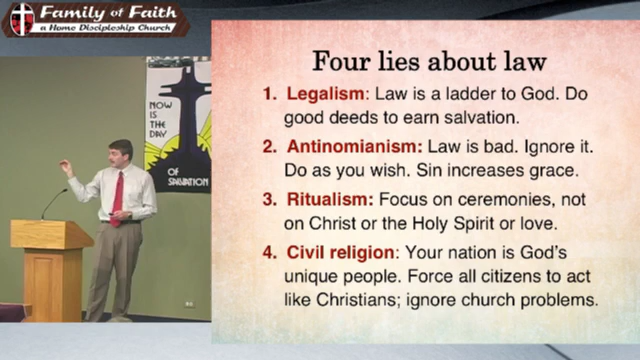 Family of Faith
a Home Discipleship Church
NOW
IS
THE
DAY
OF
SALVATION
Four lies about law
1. Legalism: Law is a ladder to God. Do
good deeds to earn salvation.
2. Antinomianism: Law is bad. Ignore it.
Do as you wish. Sin increases grace.
3. Ritualism: Focus on ceremonies, not
on Christ or the Holy Spirit or love.
4. Civil religion: Your nation is God's
unique people. Force all citizens to act
like Christians; ignore church problems.